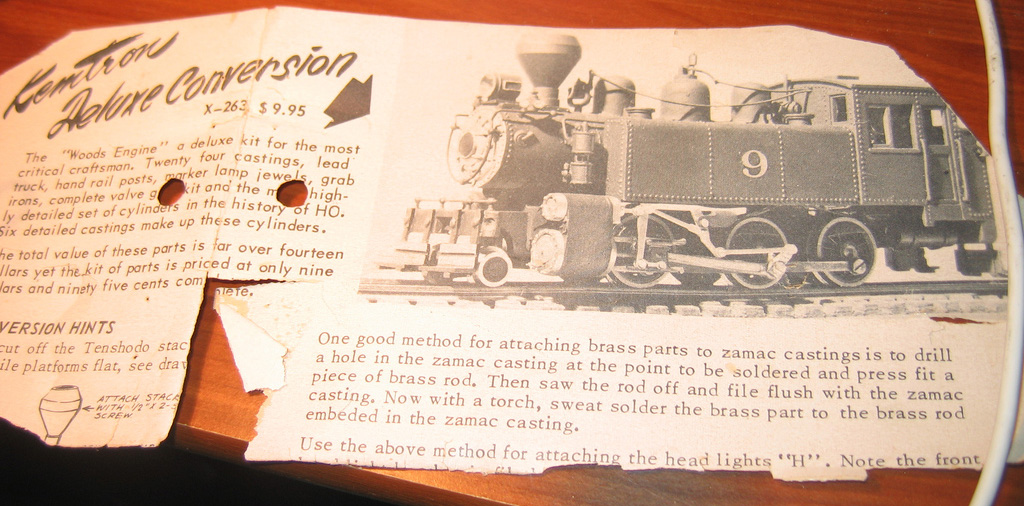 Kemtron
Deluxe Conversion
X-263 $9.95
The "Woods Engine" a deluxe kit for the most
critical craftsman. Twenty four castings, lead
truck, hand rail posts, marker lamp jewels, grab
irons, complete valve kit and the high-
ly detailed set of cylinders in the history of HO.
Six detailed castings make up these cylinders.
he total value of these parts is far over fourteen
llars yet the kit of parts is priced at only nine
lars and ninety five cents complete.
VERSION HINTS
cut off the Tenshodo stac
ile platforms flat, see draw
ATTACH STACK
WITH 1/2" X 2-
SCREW
9
One good method for attaching brass parts to zamac castings is to drill
a hole in the zamac casting at the point to be soldered and press fit a
piece of brass rod. Then saw the rod off and file flush with the zamac
casting. Now with a torch, sweat solder the brass part to the brass rod
embeded in the zamac casting.
Use the above method for attaching the head lights "H". Note the front